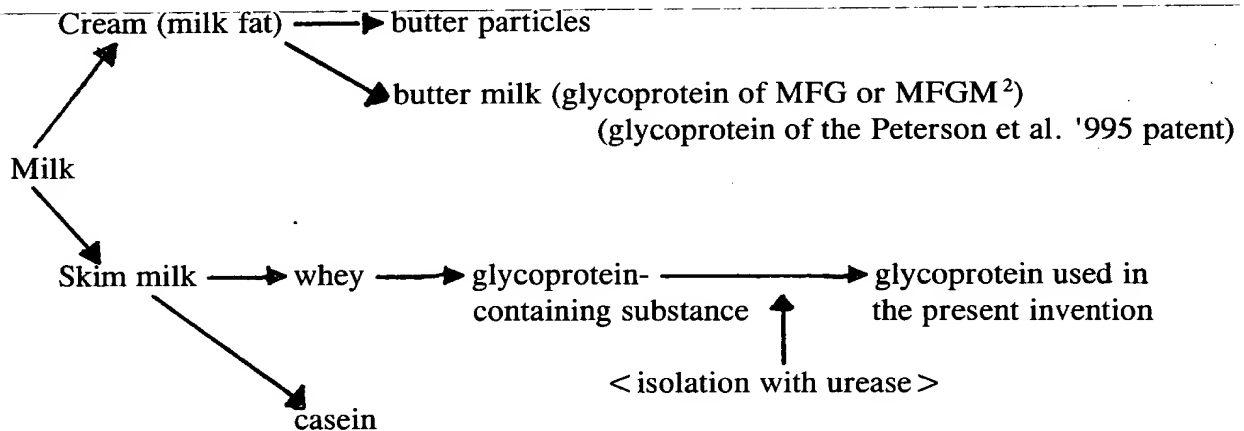 Cream (milk fat) butter particles
butter milk (glycoprotein of MFG or MFGM²)
(glycoprotein of the Peterson et al. '995 patent)
Milk
Skim milk whey glycoprotein- glycoprotein used in
containing substance the present invention
<isolation with urease>
casein